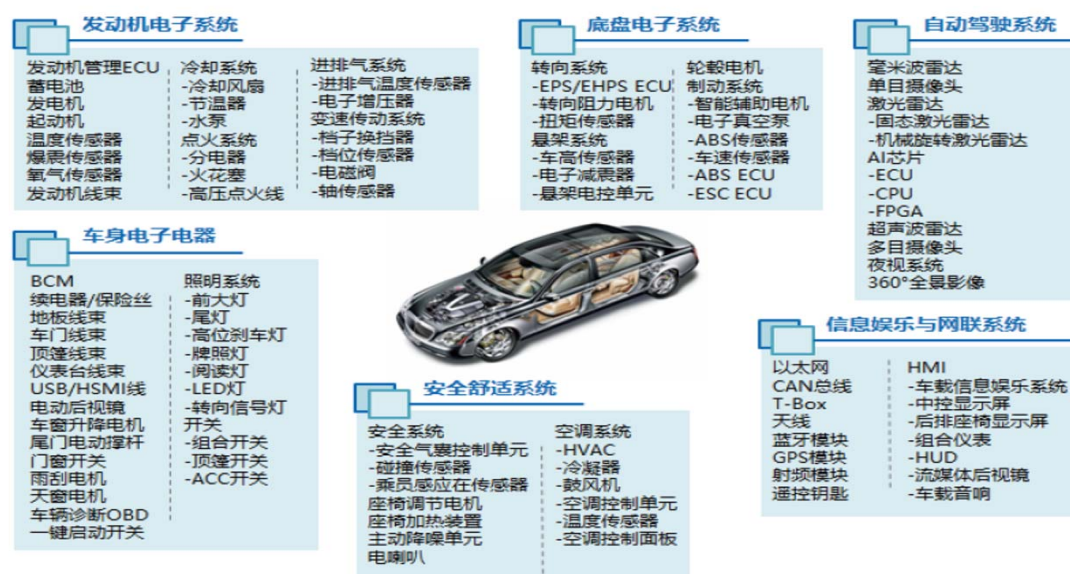 发动机电子系统
发动机管理ECU
蓄电池
发电机
起动机
温度传感器
爆震传感器
氧气传感器
发动机线束
冷却系统
-冷却风扇
-节温器
-水泵
点火系统
-分电器
-火花塞
-高压点火线
进排气系统
-进排气温度传感器
-电子增压器
变速传动系统
-档子换挡器
-档位传感器
-电磁阀
-轴传感器
底盘电子系统
转向系统
-EPS/EHPS ECU
-转向阻力电机
-扭矩传感器
悬架系统
-车高传感器
-电子减震器
-悬架电控单元
轮毂电机
制动系统
-智能辅助电机
-电子真空泵
-ABS传感器
-车速传感器
-ABS ECU
-ESC ECU
自动驾驶系统
毫米波雷达
单目摄像头
激光雷达
-固态激光雷达
-机械旋转激光雷达
AI芯片
-ECU
-CPU
-FPGA
超声波雷达
多目摄像头
夜视系统
360°全景影像
车身电子电器
BCM
续电器/保险丝
地板线束
车门线束
顶篷线束
仪表台线束
USB/HSMI线
电动后视镜
车窗升降电机
尾门电动撑杆
门窗开关
雨刮电机
天窗电机
车辆诊断OBD
一键启动开关
照明系统
-前大灯
-尾灯
-高位刹车灯
-牌照灯
-阅读灯
-LED灯
-转向信号灯
开关
-组合开关
-顶篷开关
-ACC开关
安全舒适系统
安全系统
-安全气囊控制单元
-碰撞传感器
-乘员感应在传感器
座椅调节电机
座椅加热装置
主动降噪单元
电喇叭
空调系统
-HVAC
-冷凝器
-鼓风机
-空调控制单元
-温度传感器
-空调控制面板
信息娱乐与网联系统
以太网
CAN总线
T-Box
天线
蓝牙模块
GPS模块
射频模块
遥控钥匙
HMI
-车载信息娱乐系统
-中控显示屏
-后排座椅显示屏
-组合仪表
-HUD
-流媒体后视镜
-车载音响